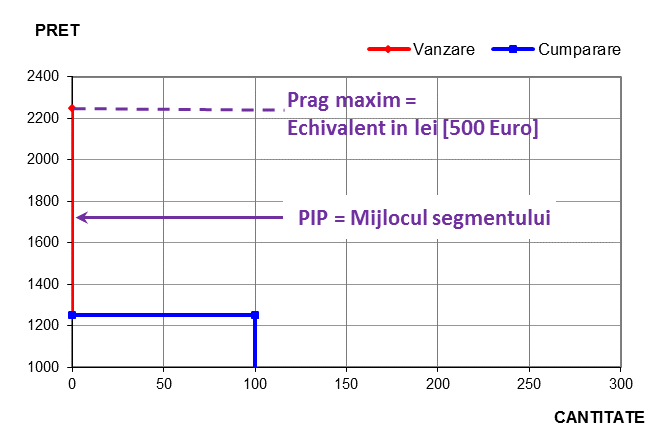 PRET
Vanzare
Cumparare
2400
2200
2000
1800
1600
1400
1200
1000
Prag maxim =
Echivalent in lei [500 Euro]
PIP = Mijlocul segmentului
0
50
100
150
200
250
300
CANTITATE